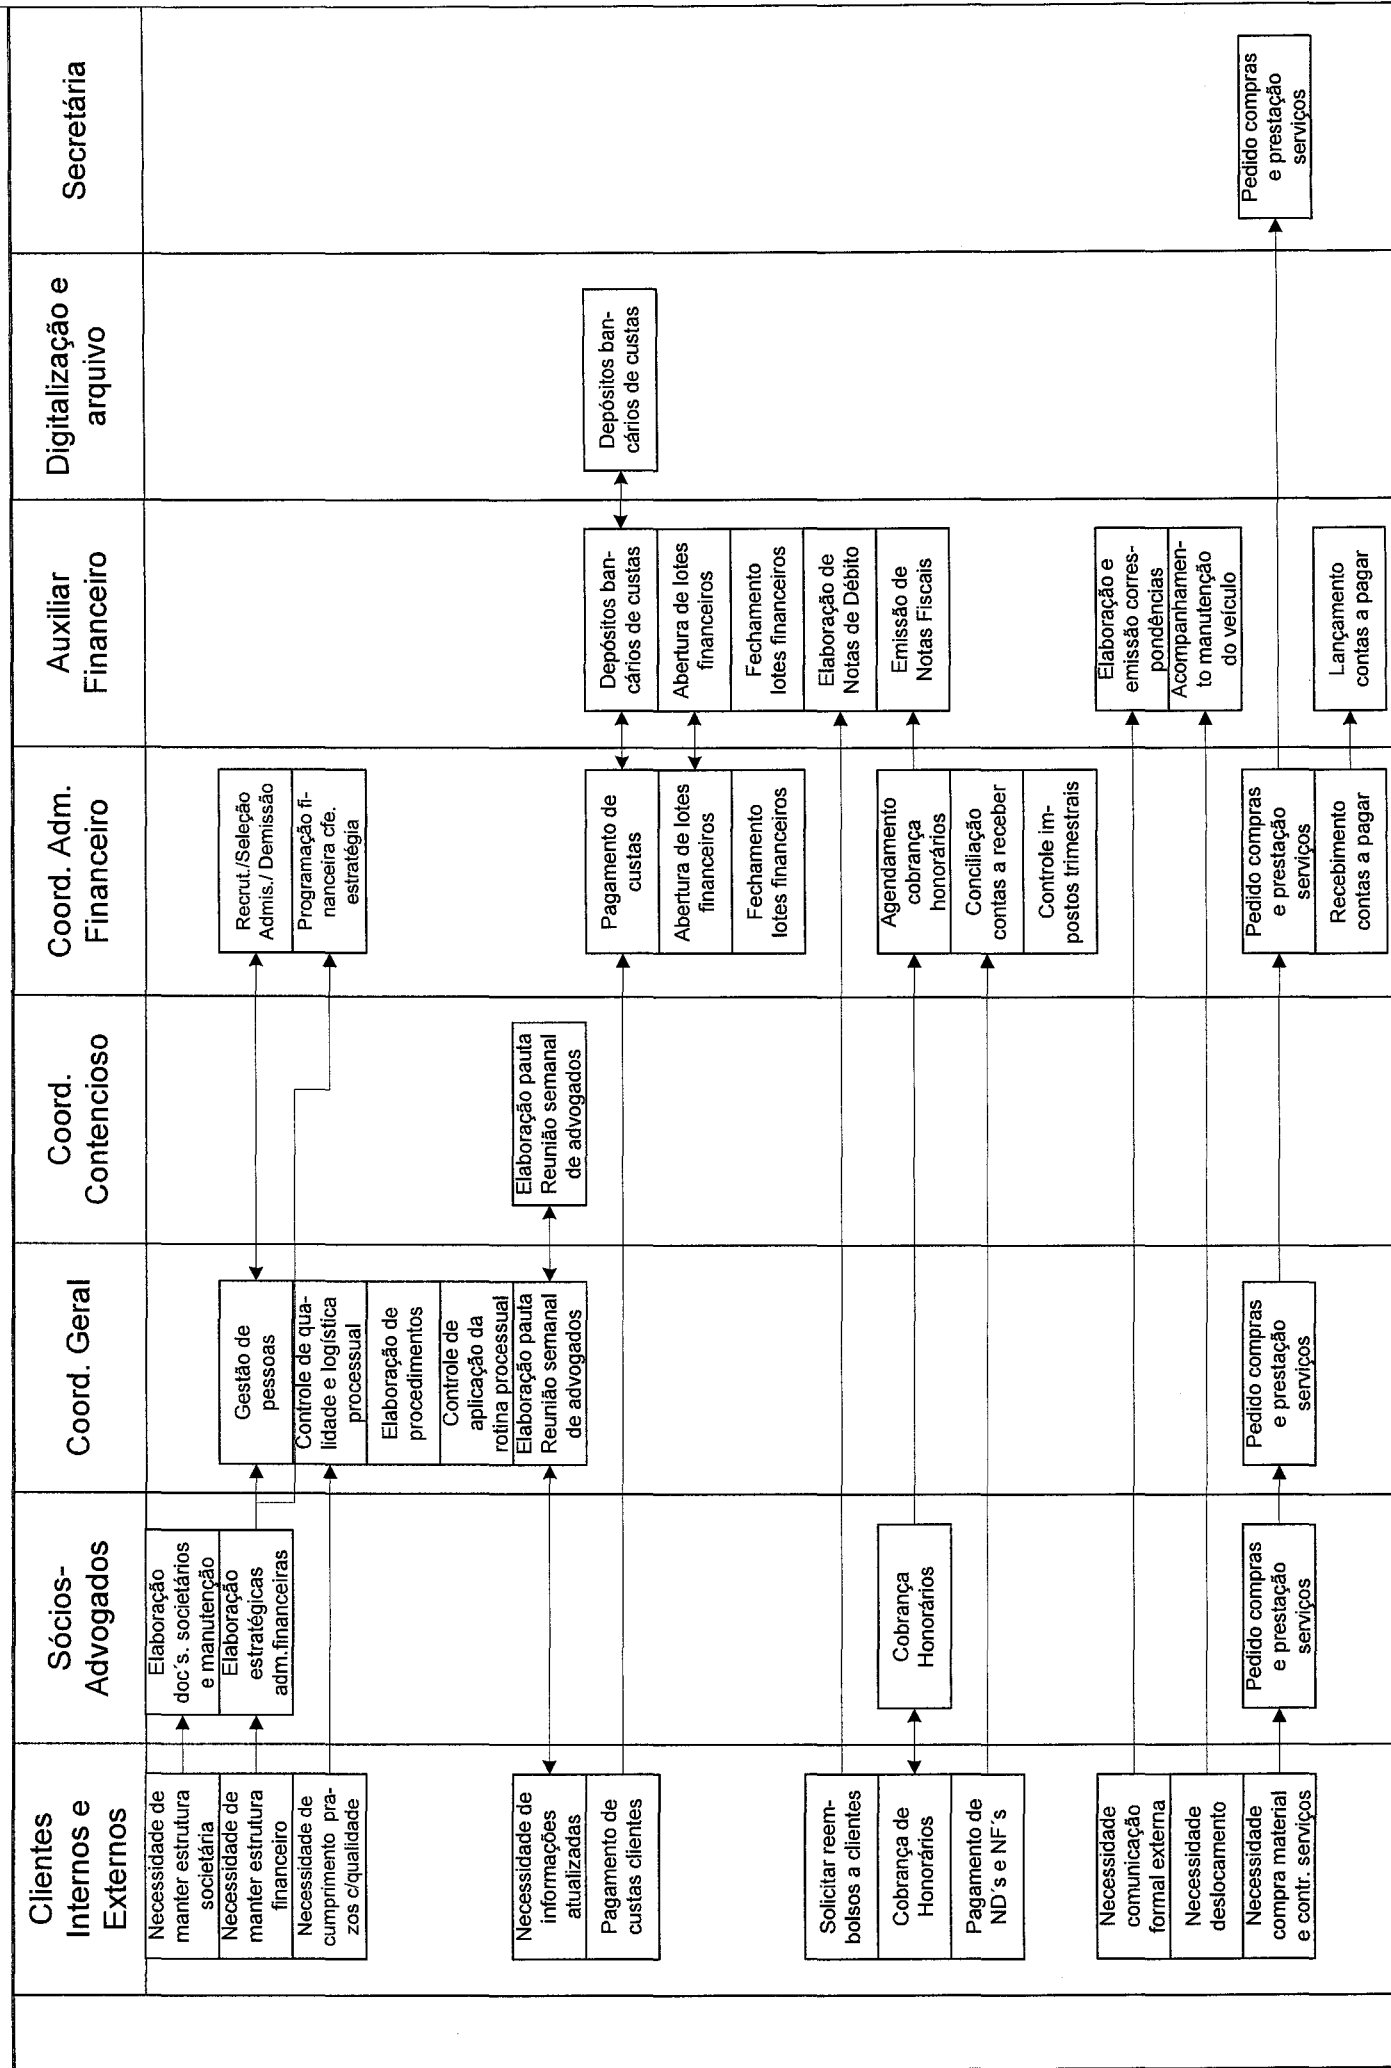 Clientes
Internos e
Externos
Sócios-
Advogados
Coord. Geral
Coord.
Contencioso
Coord. Adm.
Financeiro
Auxiliar
Financeiro
Digitalização e
arquivo
Secretária
Necessidade de
manter estrutura
societária
Necessidade de
manter estrutura
financeiro
Necessidade de
cumprimento pra-
zos c/qualidade
Necessidade de
informações
atualizadas
Pagamento de
custas clientes
Solicitar reem-
bolsos a clientes
Cobrança de
Honorários
Pagamento de
ND´s e NF´s
Necessidade
comunicação
formal externa
Necessidade
deslocamento
Necessidade
compra material
e contr. serviços
Elaboração
doc´s. societários
e manutenção
Elaboração
estratégicas
adm.financeiras
Cobrança
Honorários
Pedido compras
e prestação
serviços
Gestão de
pessoas
Controle de qua-
lidade e logística
processual
Elaboração de
procedimentos
Controle de
aplicação da
rotina processual
Elaboração pauta
Reunião semanal
de advogados
Pedido compras
e prestação
serviços
Elaboração pauta
Reunião semanal
de advogados
Recrut./Seleção
Admis./ Demissão
Programação fi-
nanceira cfe.
estratégia
Pagamento de
custas
Abertura de lotes
financeiros
Fechamento
lotes financeiros
Agendamento
cobrança
honorários
Conciliação
contas a receber
Controle im-
postos trimestrais
Pedido compras
e prestação
serviços
Recebimento
contas a pagar
Depósitos ban-
cários de custas
Abertura de lotes
financeiros
Fechamento
lotes financeiros
Elaboração de
Notas de Débito
Emissão de
Notas Fiscais
Elaboração e
emissão corres-
pondências
Acompanhamen-
to manutenção
do veículo
Lançamento
contas a pagar
Depósitos ban-
cários de custas
Pedido compras
e prestação
serviços